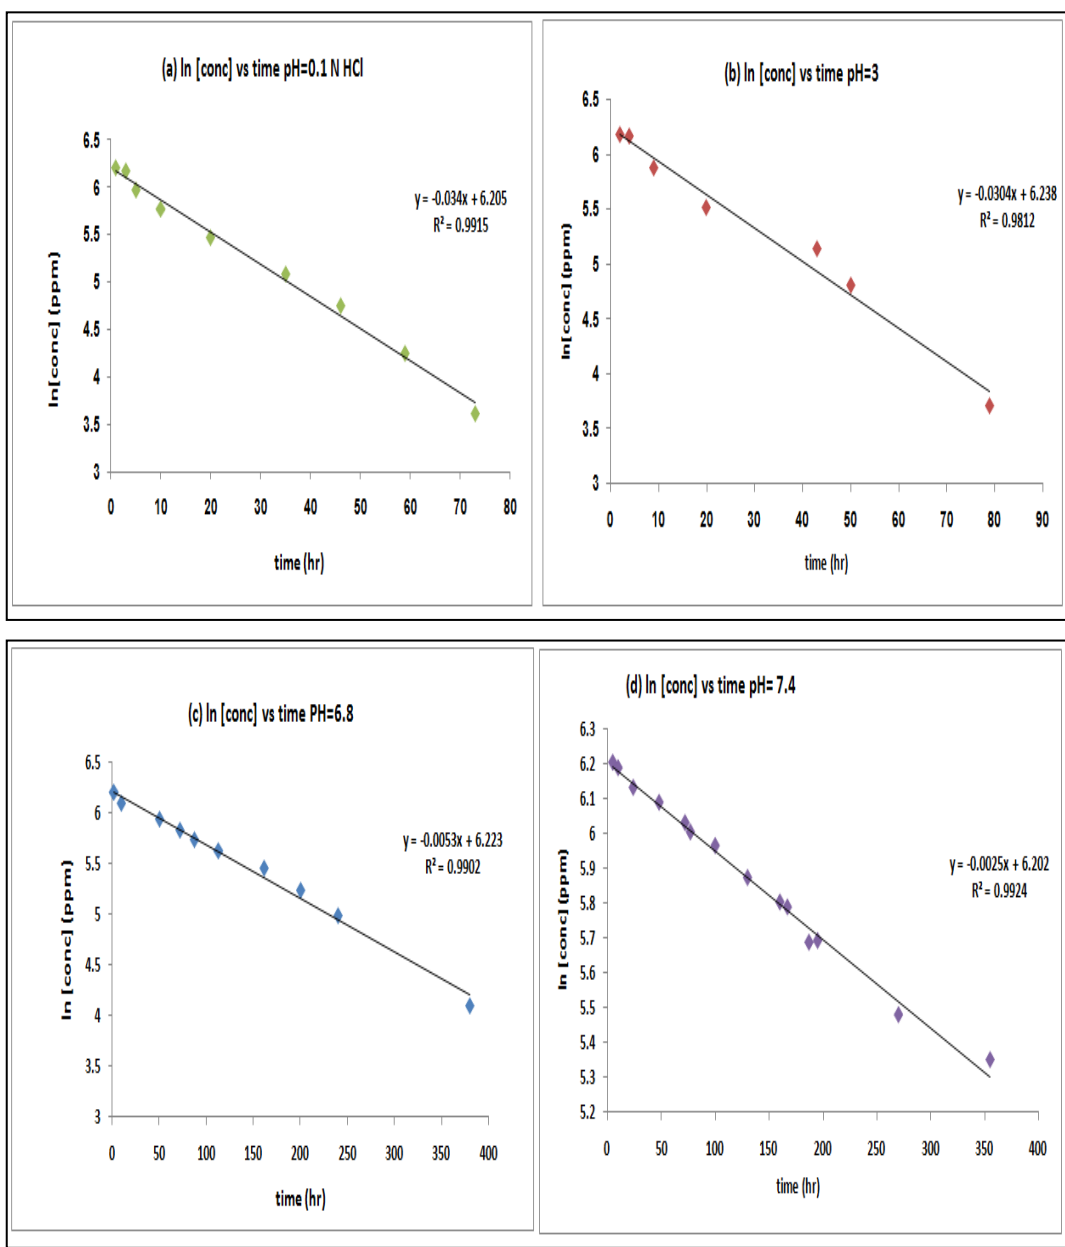 (a) ln [conc] vs time pH=0.1 N HCl
6.5
6
5.5
5
4.5
4
3.5
3
ln[conc] (ppm)
y = -0.034x + 6.205
R² = 0.9915
0 10 20 30 40 50 60 70 80
time (hr)
(b) ln [conc] vs time pH=3
6.5
6
5.5
5
4.5
4
3.5
3
ln[conc] (ppm)
y = -0.0304x + 6.238
R² = 0.9812
0 10 20 30 40 50 60 70 80 90
time (hr)
(c) ln [conc] vs time PH=6.8
6.5
6
5.5
5
4.5
4
3.5
3
ln [conc] (ppm)
y = -0.0053x + 6.223
R² = 0.9902
0 50 100 150 200 250 300 350 400
time (hr)
(d) ln [conc] vs time pH= 7.4
6.3
6.2
6.1
6
5.9
5.8
5.7
5.6
5.5
5.4
5.3
5.2
ln [conc] (ppm)
y = -0.0025x + 6.202
R² = 0.9924
0 50 100 150 200 250 300 350 400
time (hr)